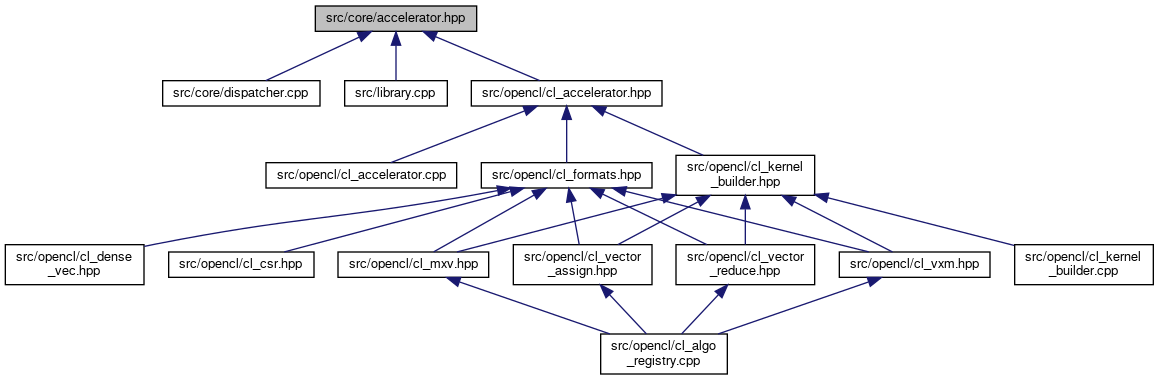 src/core/accelerator.hpp
src/core/dispatcher.cpp
src/library.cpp
src/opencl/cl_accelerator.hpp
src/opencl/cl_accelerator.cpp
src/opencl/cl_formats.hpp
src/opencl/cl_kernel
_builder.hpp
src/opencl/cl_dense
_vec.hpp
src/opencl/cl_csr.hpp
src/opencl/cl_mxv.hpp
src/opencl/cl_vector
_assign.hpp
src/opencl/cl_vector
_reduce.hpp
src/opencl/cl_vxm.hpp
src/opencl/cl_kernel
_builder.cpp
src/opencl/cl_algo
_registry.cpp